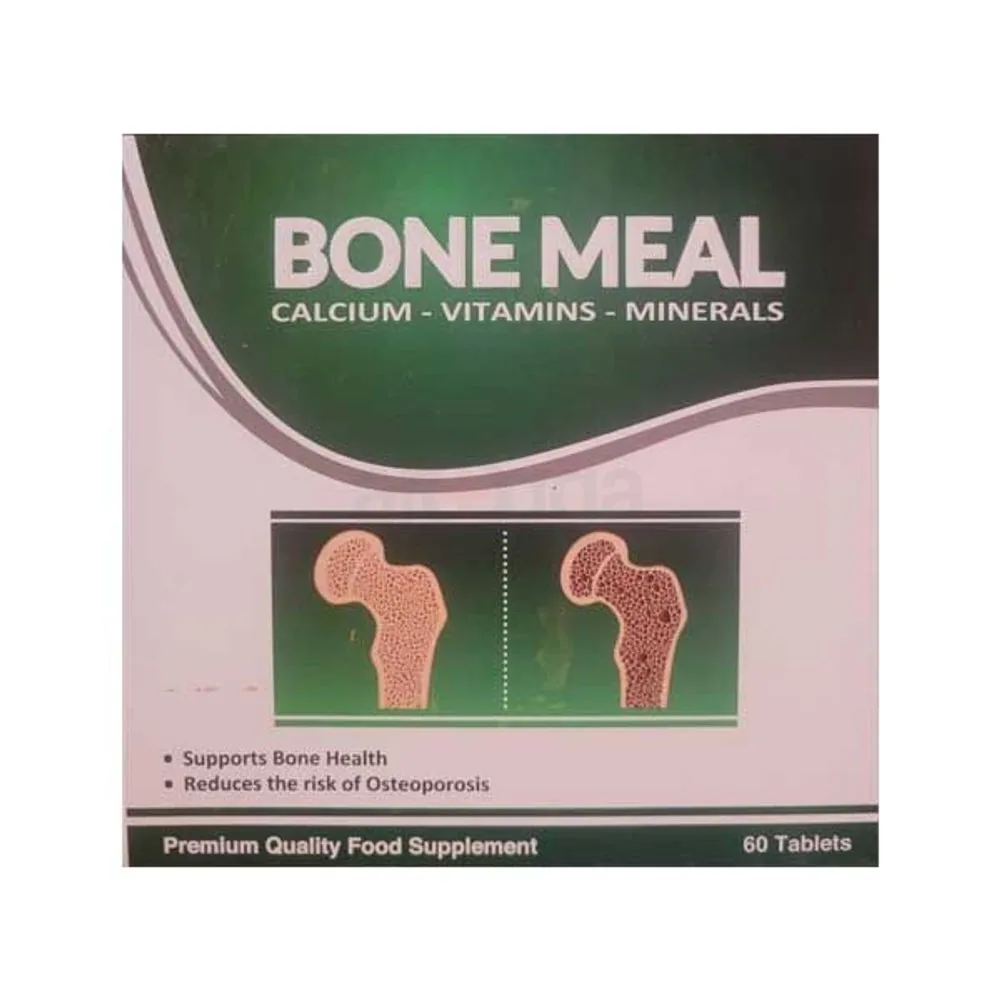 BONE MEAL
CALCIUM - VITAMINS - MINERALS
• Supports Bone Health
• Reduces the risk of Osteoporosis
Premium Quality Food Supplement
60 Tablets